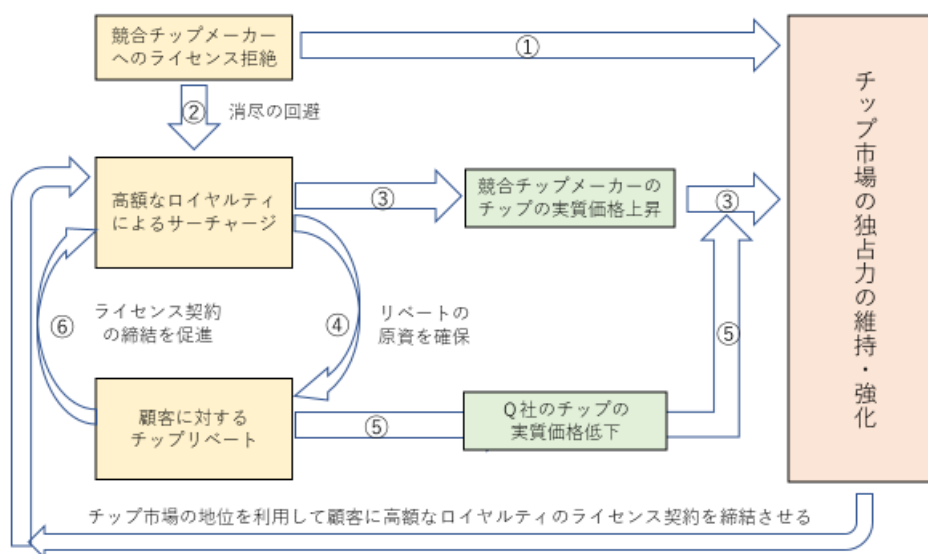 競合チップメーカー
へのライセンス拒絶
①
②
消尽の回避
高額なロイヤルティ
によるサーチャージ
③
競合チップメーカーの
チップの実質価格上昇
③
チップ市場の独占力の維持・強化
⑥
ライセンス契約
の締結を促進
④
リベートの
原資を確保
⑤
顧客に対する
チップリベート
⑤
Q社のチップの
実質価格低下
チップ市場の地位を利用して顧客に高額なロイヤルティのライセンス契約を締結させる